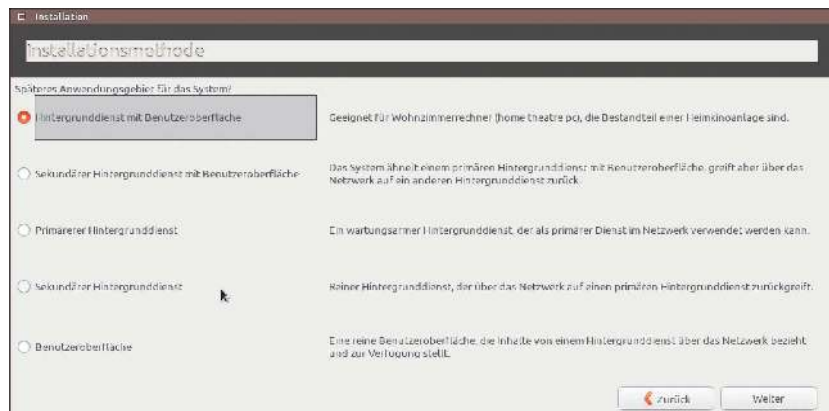 Installation
Installationsmethode
Späteres Anwendungsgebiet für das System?
Hintergrunddienst mit Benutzeroberfläche
Geeignet für Wohnzimmerrechner (home theatre pc), die Bestandteil einer Heimkinoanlage sind.
Sekundärer Hintergrunddienst mit Benutzeroberfläche
Das System ähnelt einem primären Hintergrunddienst mit Benutzeroberfläche, greift aber über das
Netzwerk auf ein anderen Hintergrunddienst zurück.
Primärerer Hintergrunddienst
Ein wartungsarmer Hintergrunddienst, der als primärer Dienst im Netzwerk verwendet werden kann.
Sekundärer Hintergrunddienst
Reiner Hintergrunddienst, der über das Netzwerk auf einen primären Hintergrunddienst zurückgreift.
Benutzeroberfläche
Eine reine Benutzeroberfläche, die Inhalte von einem Hintergrunddienst über das Netzwerk bezieht
und zur Verfügung stellt.
Zurück
Weiter